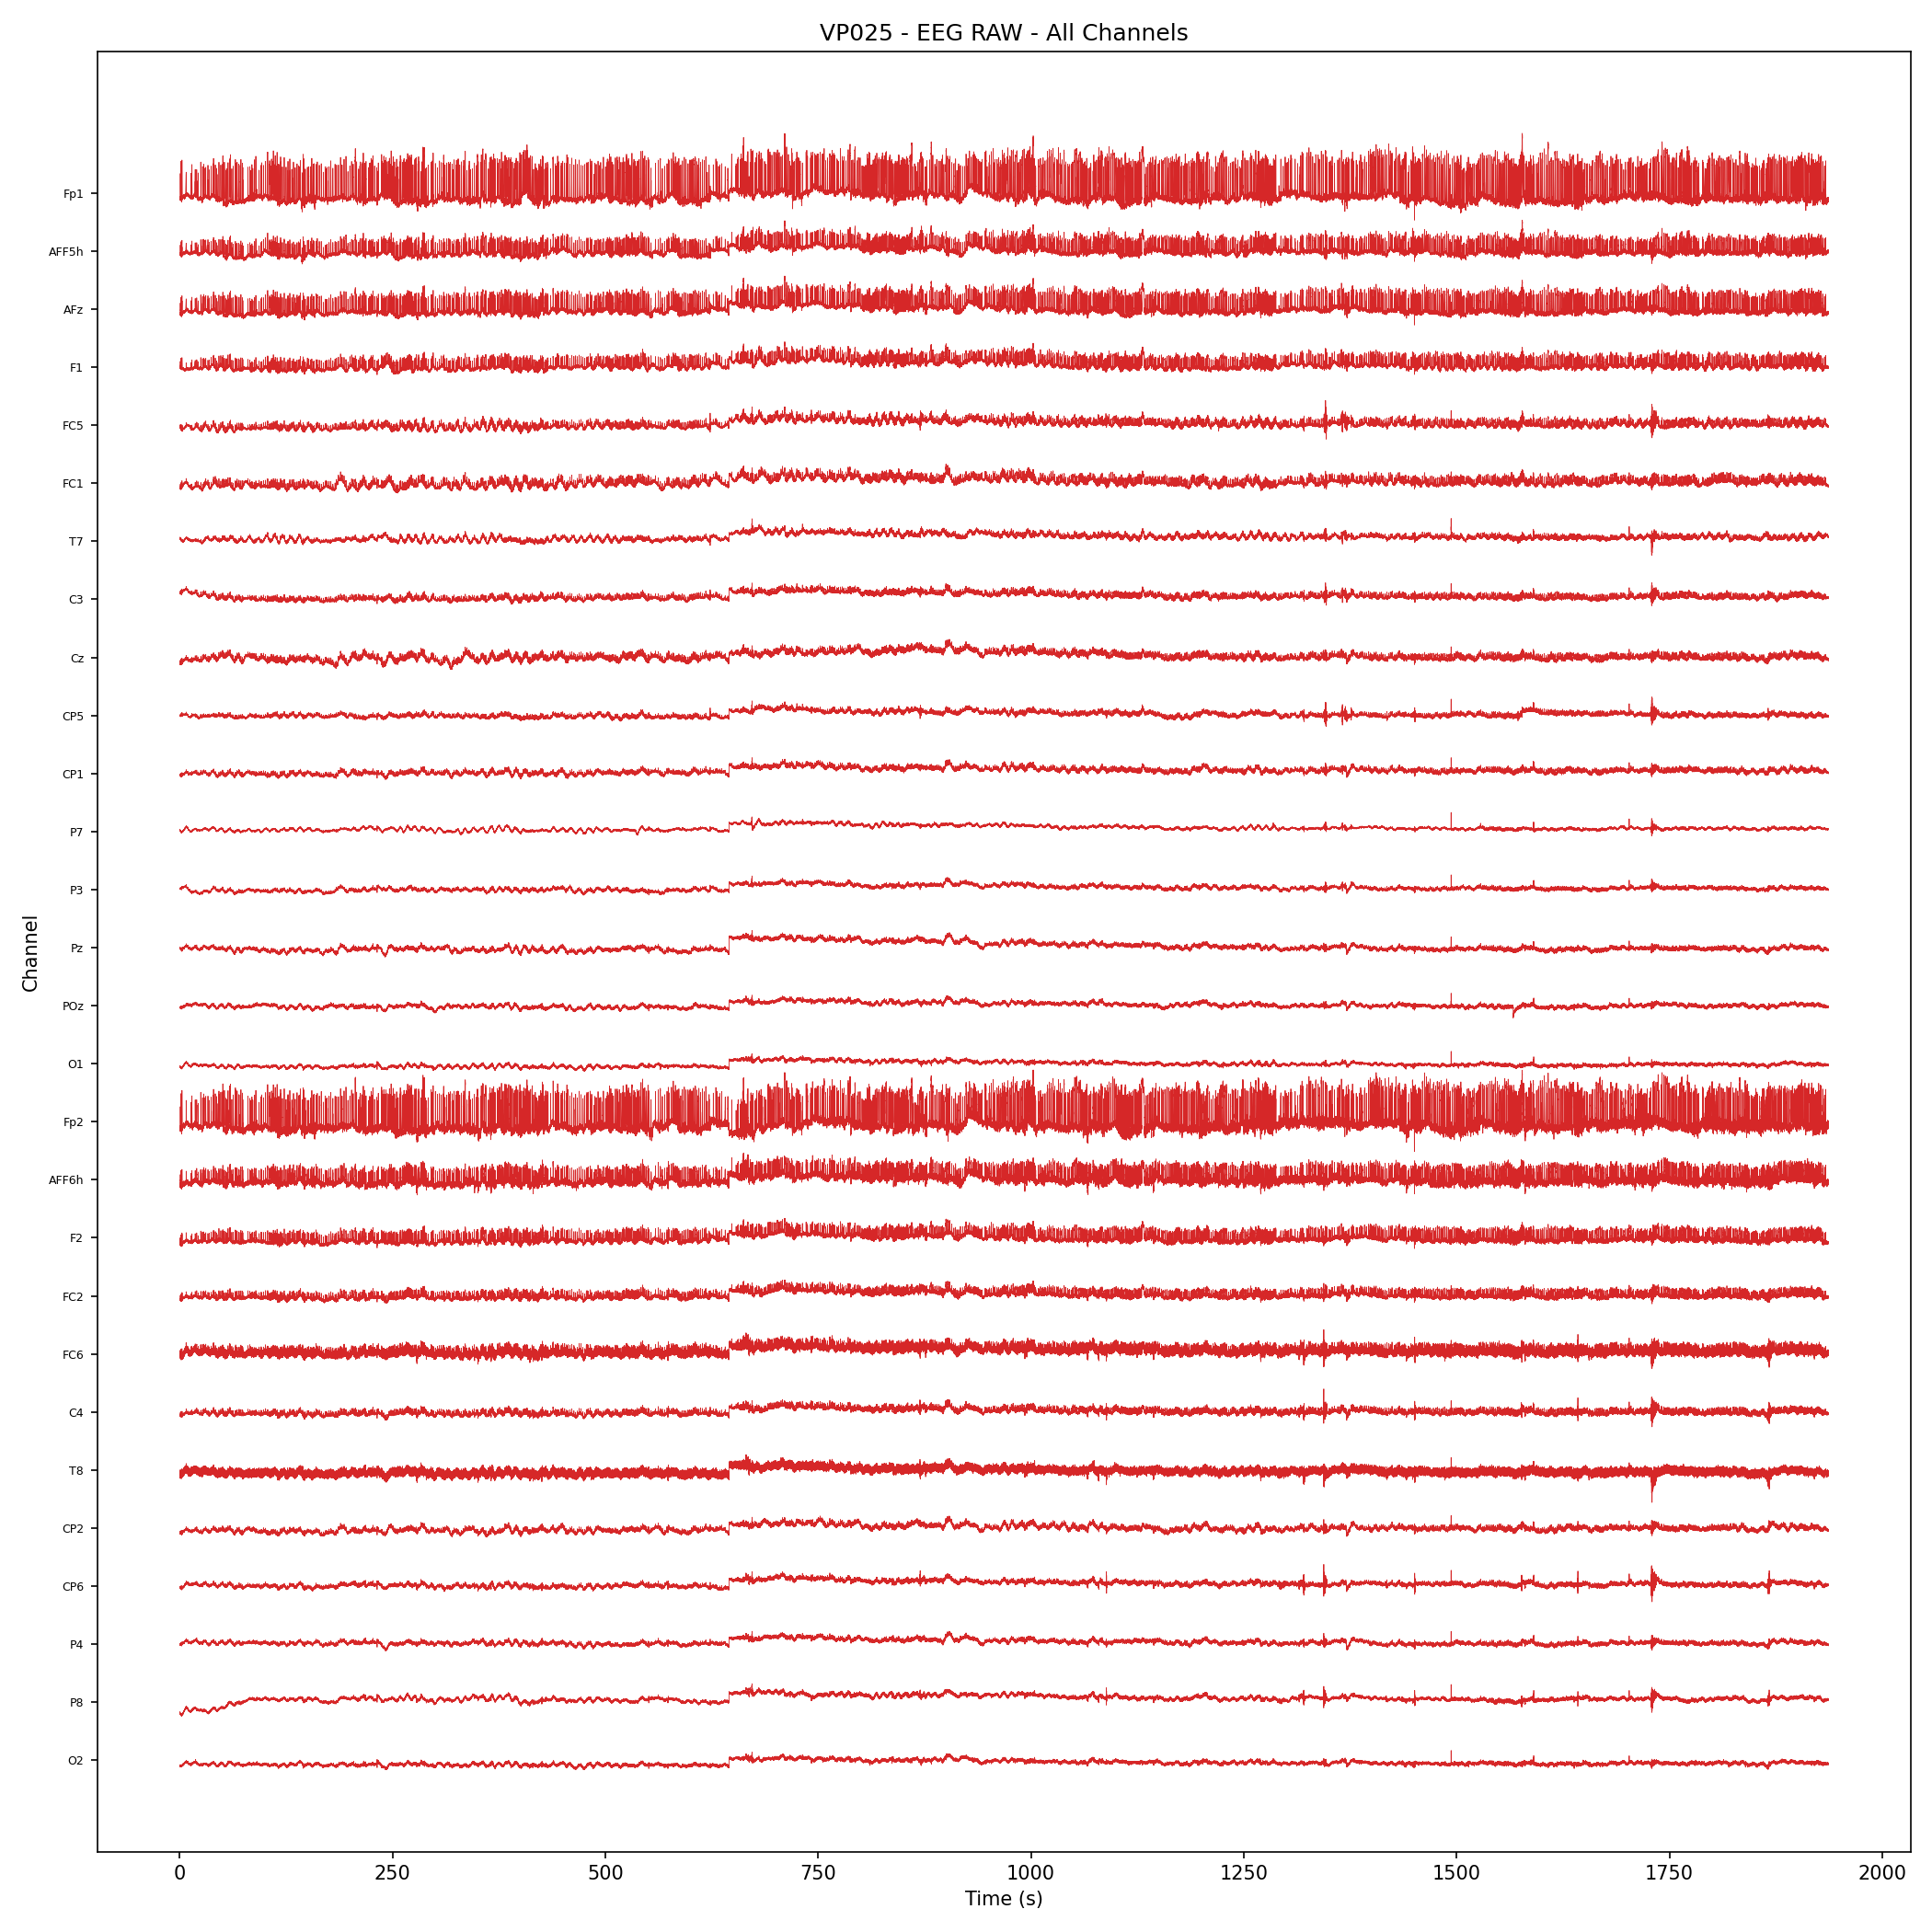 VP025 - EEG RAW - All Channels
Fp1
AFF5h
AFz
F1
FC5
FC1
T7
C3
Cz
CP5
CP1
P7
P3
Pz
POz
O1
Fp2
AFF6h
F2
FC2
FC6
C4
T8
CP2
CP6
P4
P8
O2
Channel
0 250 500 750 1000 1250 1500 1750 2000
Time (s)